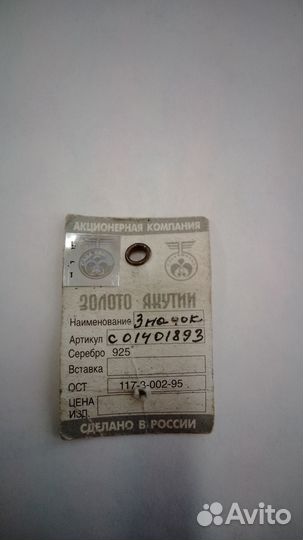 АКЦИОНЕРНАЯ КОМПАНИЯ
ЗОЛОТО ЯКУТИИ
Наименование Значок
Артикул С01401893
Серебро 925
Вставка
ОСТ 117-3-002-95
ЦЕНА
ИЗД.
СДЕЛАНО В РОССИИ
Avito